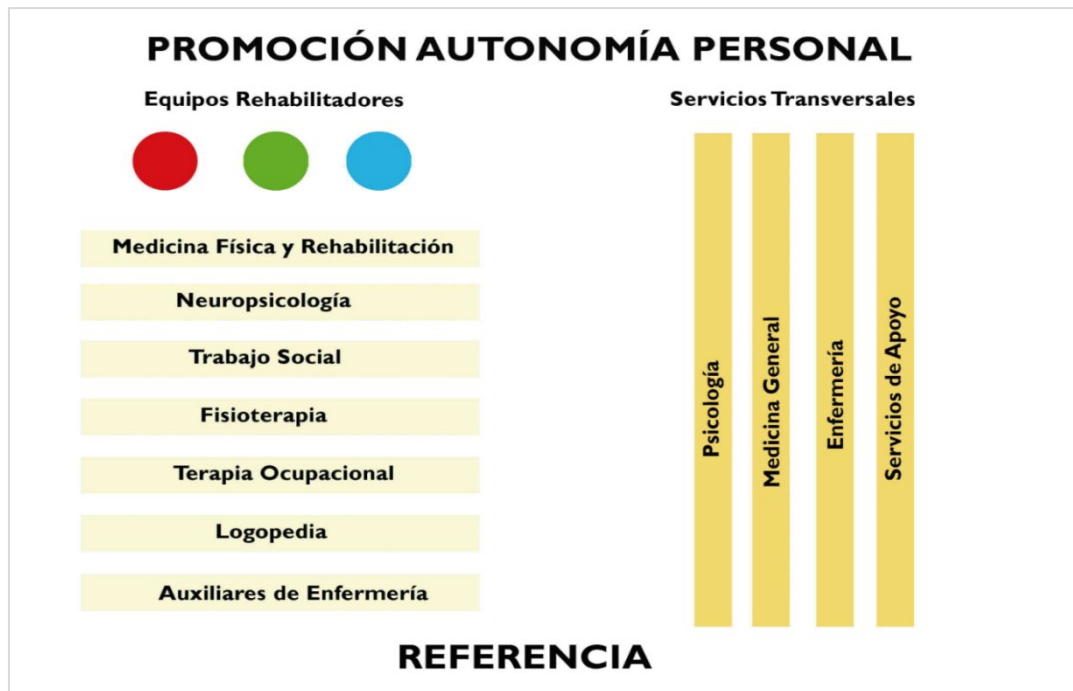 PROMOCIÓN AUTONOMÍA PERSONAL
Equipos Rehabilitadores
Servicios Transversales
Medicina Física y Rehabilitación
Neuropsicología
Trabajo Social
Fisioterapia
Terapia Ocupacional
Logopedia
Auxiliares de Enfermería
Psicología
Medicina General
Enfermería
Servicios de Apoyo
REFERENCIA